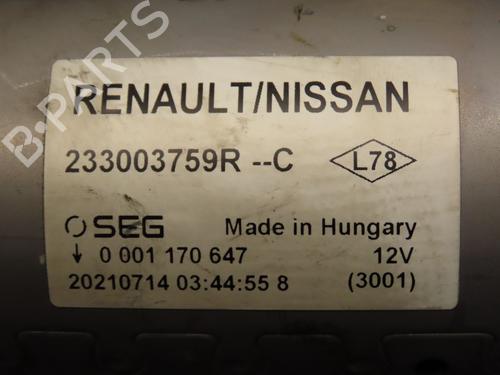 B-PARTS
RENAULT/NISSAN
233003759R --C L78
SEG Made in Hungary
↓ 0 001 170 647 12V
20210714 03:44:55 8 (3001)